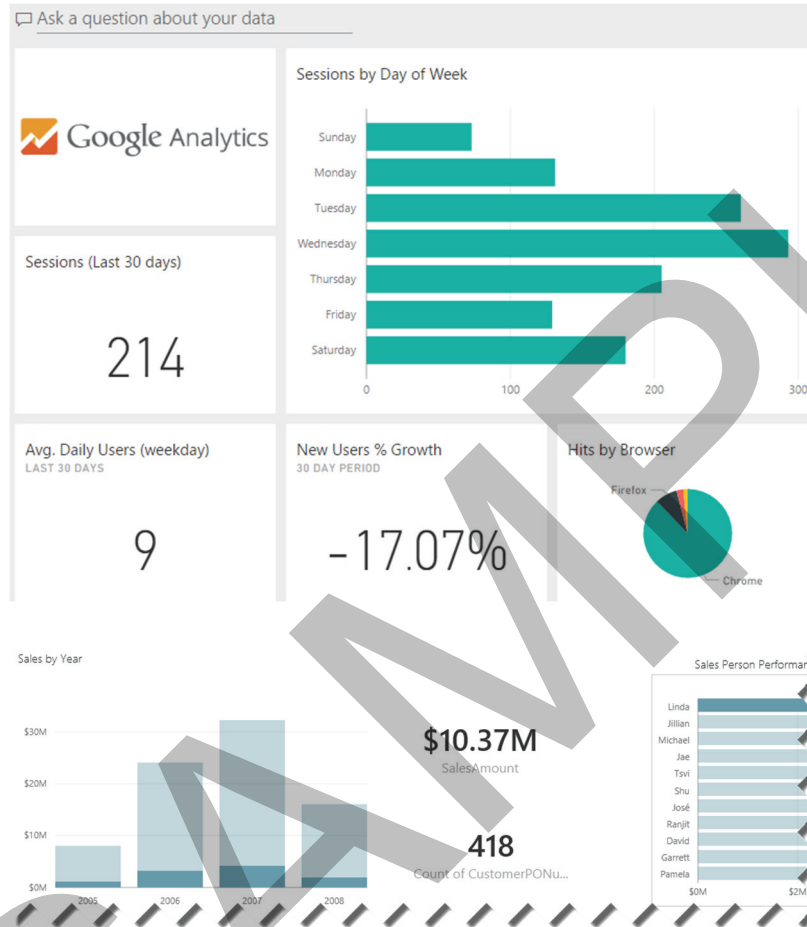 Ask a question about your data
Google Analytics
Sessions by Day of Week
Sunday
Monday
Tuesday
Wednesday
Thursday
Friday
Saturday
0 100 200 300
Sessions (Last 30 days)
214
Avg. Daily Users (weekday)
LAST 30 DAYS
9
New Users % Growth
30 DAY PERIOD
-17.07%
Hits by Browser
Firefox
Chrome
Sales by Year
$30M
$20M
$10M
$0M
2005 2006 2007 2008
$10.37M
SalesAmount
418
Count of CustomerPONu...
Sales Person
Linda
Jillian
Michael
Jae
Tsvi
Shu
José
Ranjit
David
Garrett
Pamela
$0M $2M